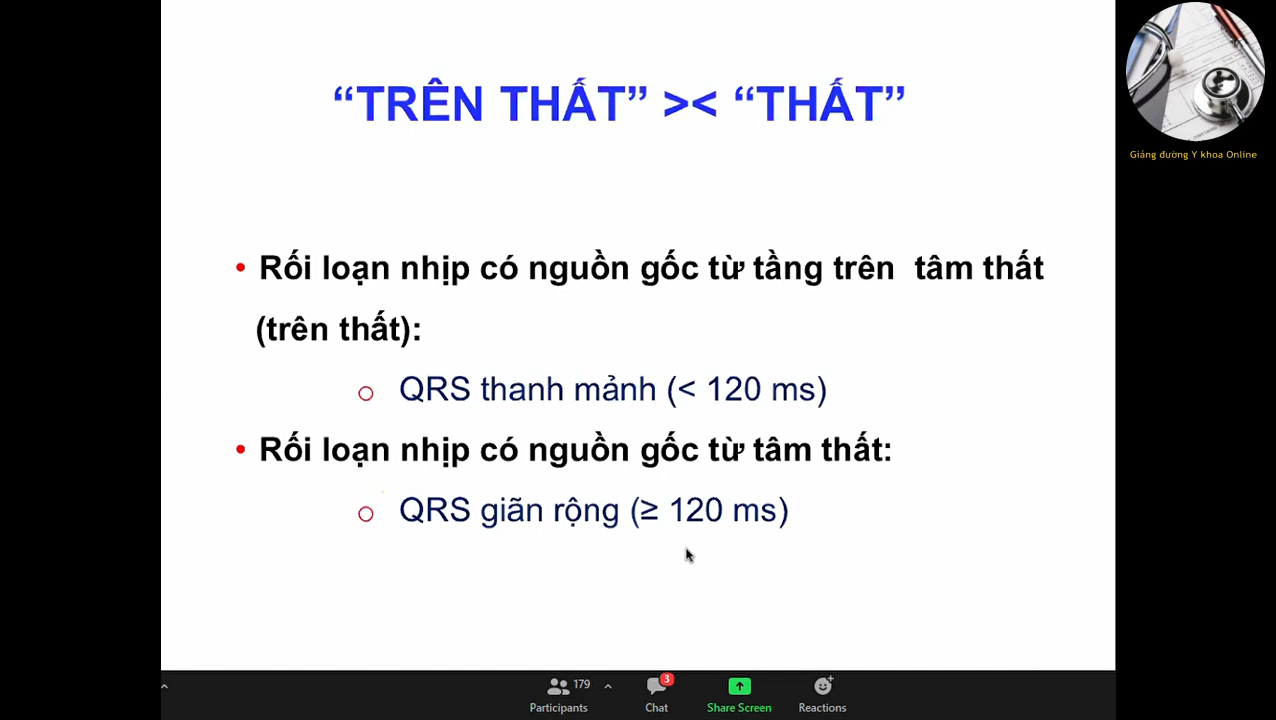 “TRÊN THẤT” >< “THẤT”
Giảng đường Y khoa Online
• Rối loạn nhịp có nguồn gốc từ tầng trên tâm thất
(trên thất):
o QRS thanh mảnh (< 120 ms)
• Rối loạn nhịp có nguồn gốc từ tâm thất:
o QRS giãn rộng (≥ 120 ms)
179
3
Participants
Chat
Share Screen
Reactions